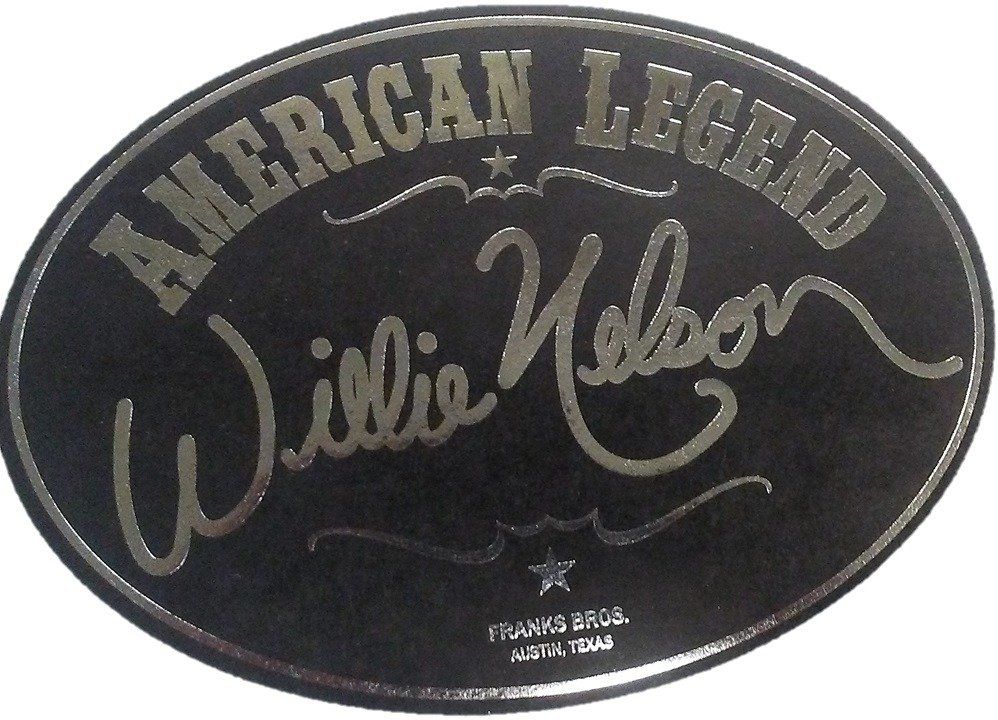 AMERICAN LEGEND
Willie Nelson
FRANKS BROS.
AUSTIN, TEXAS